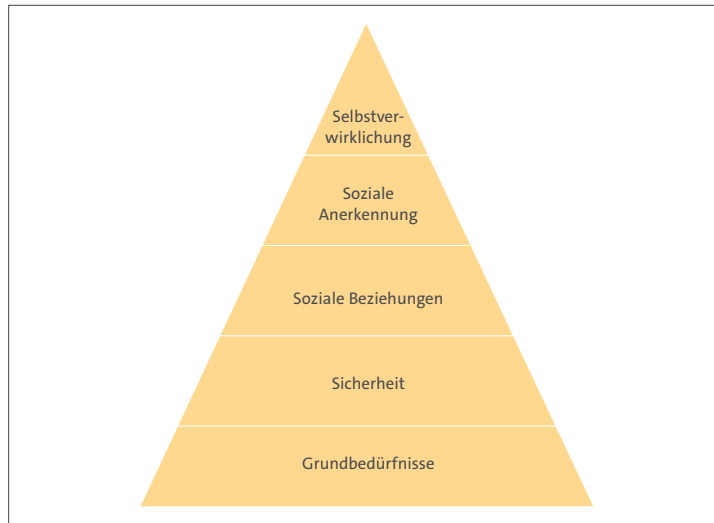 Selbstver-
wirklichung
Soziale
Anerkennung
Soziale Beziehungen
Sicherheit
Grundbedürfnisse